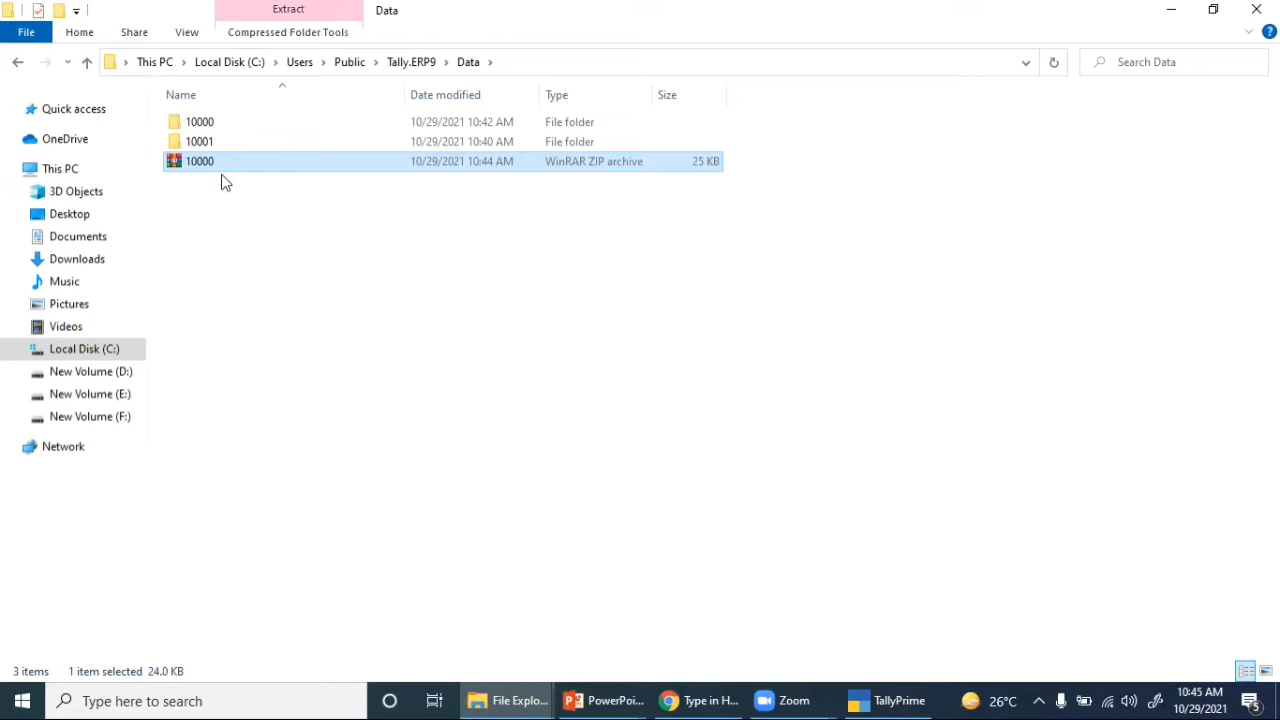 Extract
Data
File
Home
Share
View
Compressed Folder Tools
This PC
Local Disk (C:)
Users
Public
Tally.ERP9
Data
Search Data
Name
Date modified
Type
Size
10000
10/29/2021 10:42 AM
File folder
10001
10/29/2021 10:40 AM
File folder
10000
10/29/2021 10:44 AM
WinRAR ZIP archive
25 KB
Quick access
OneDrive
This PC
3D Objects
Desktop
Documents
Downloads
Music
Pictures
Videos
Local Disk (C:)
New Volume (D:)
New Volume (E:)
New Volume (F:)
Network
3 items
1 item selected 24.0 KB
Type here to search
File Explo...
PowerPoi...
Type in H...
Zoom
TallyPrime
26°C
10:45 AM
10/29/2021
5